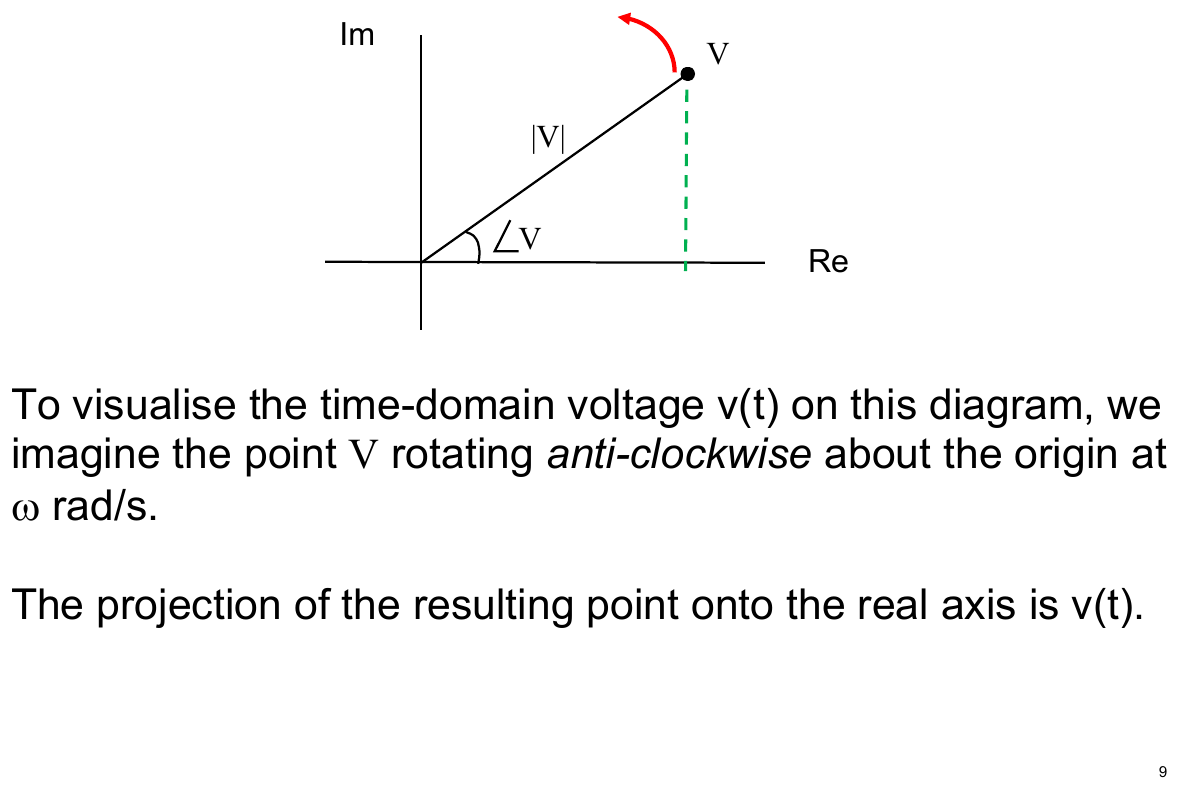 Im
V
|V|
∠V
Re
To visualise the time-domain voltage v(t) on this diagram, we
imagine the point V rotating anti-clockwise about the origin at
ω rad/s.
The projection of the resulting point onto the real axis is v(t).
9